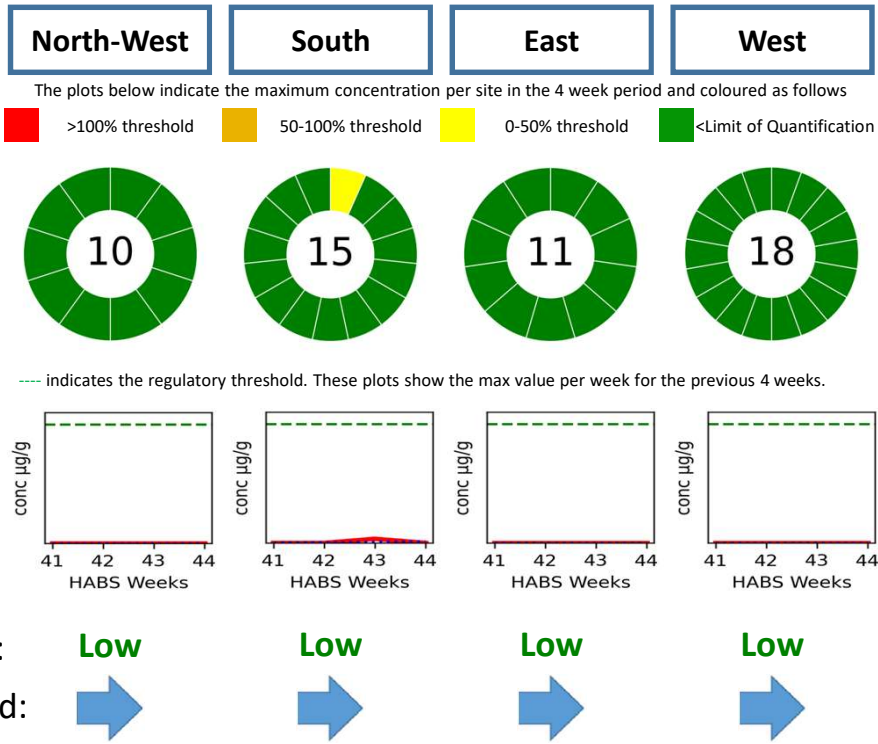 North-West South East West
The plots below indicate the maximum concentration per site in the 4 week period and coloured as follows
>100% threshold 50-100% threshold 0-50% threshold <Limit of Quantification
10 15 11 18
---- indicates the regulatory threshold. These plots show the max value per week for the previous 4 weeks.
conc µg/g conc µg/g conc µg/g conc µg/g
41 42 43 44 41 42 43 44 41 42 43 44 41 42 43 44
HABS Weeks HABS Weeks HABS Weeks HABS Weeks
: Low Low Low Low
d: